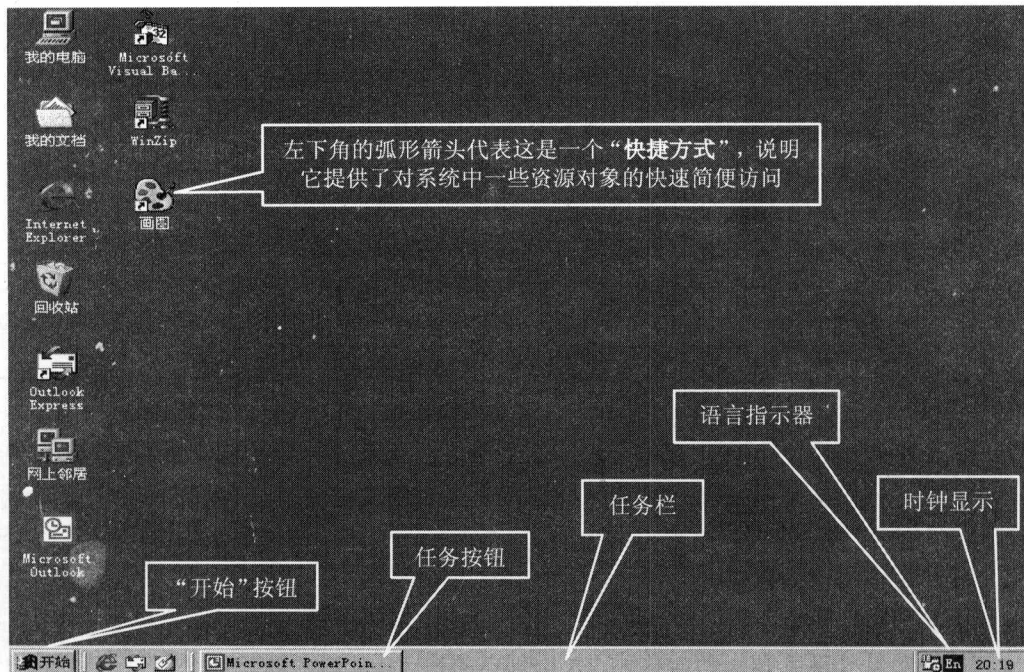 我的电脑
Microsoft
Visual Ba...
我的文档
WinZip
左下角的弧形箭头代表这是一个“快捷方式”，说明
它提供了对系统中一些资源对象的快速简便访问
Internet
Explorer
画图
回收站
Outlook
Express
网上邻居
Microsoft
Outlook
语言指示器
任务栏
时钟显示
任务按钮
“开始”按钮
开始
Microsoft PowerPoin...
En
20:19